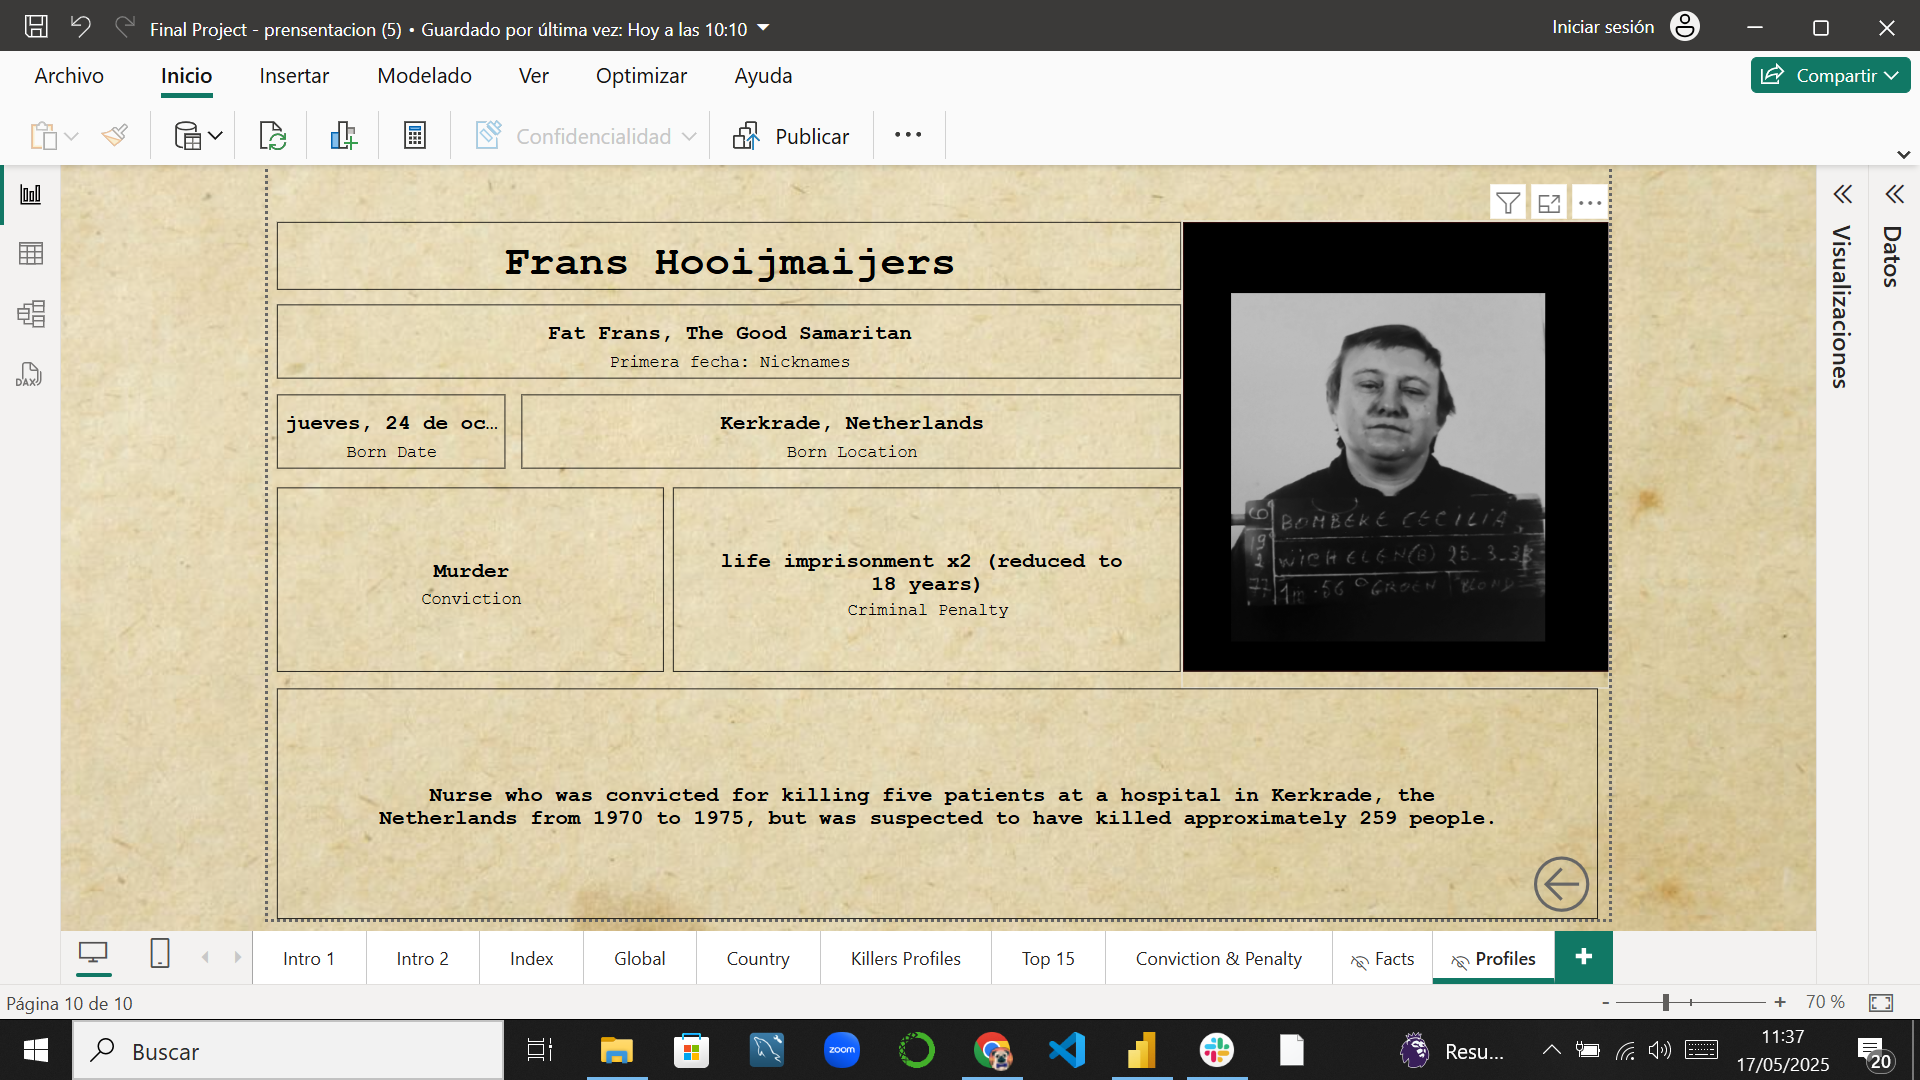 Final Project - prensentacion (5) • Guardado por última vez: Hoy a las 10:10
Iniciar sesión
Archivo Inicio Insertar Modelado Ver Optimizar Ayuda
Compartir
Confidencialidad
Publicar
Frans Hooijmaijers
Fat Frans, The Good Samaritan
Primera fecha: Nicknames
jueves, 24 de oc...
Born Date
Kerkrade, Netherlands
Born Location
Murder
Conviction
life imprisonment x2 (reduced to
18 years)
Criminal Penalty
BOMBEKE CECILIA
WICHELEN(B) 25-3-3
1m.56 GROEN BLOND
Nurse who was convicted for killing five patients at a hospital in Kerkrade, the
Netherlands from 1970 to 1975, but was suspected to have killed approximately 259 people.
Visualizaciones
Datos
DAX
Intro 1 Intro 2 Index Global Country Killers Profiles Top 15 Conviction & Penalty Facts Profiles
Página 10 de 10
- + 70 %
Buscar
zoom
Resu...
11:37
17/05/2025
20